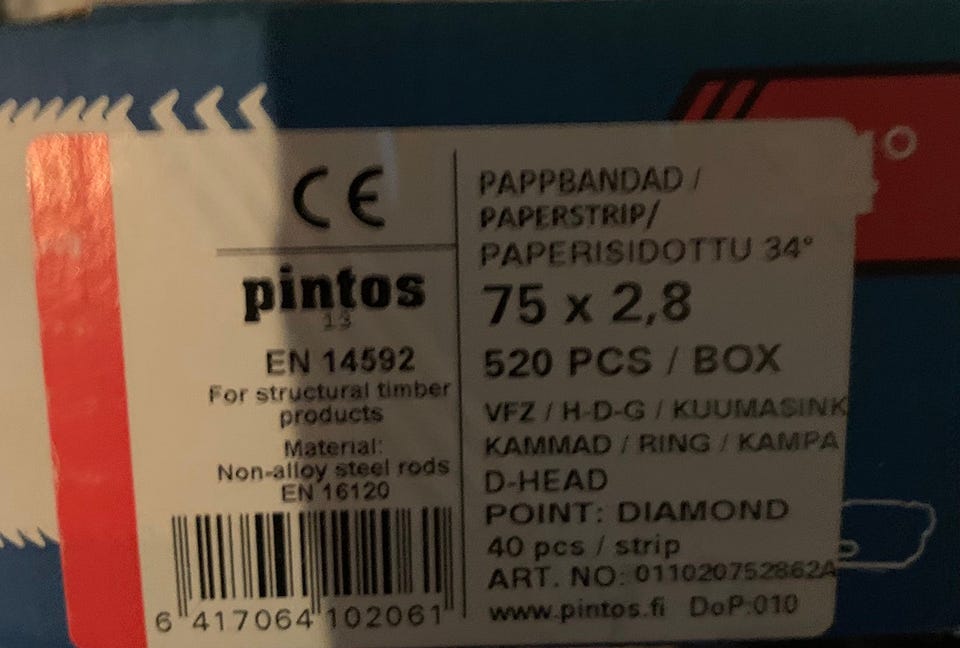 CE
pintos
13
EN 14592
For structural timber
products
Material:
Non-alloy steel rods
EN 16120
6 417064 102061
PAPPBANDAD /
PAPERSTRIP/
PAPERISIDOTTU 34°
75 x 2,8
520 PCS / BOX
VFZ / H-D-G / KUUMASINK
KAMMAD / RING / KAMPA
D-HEAD
POINT: DIAMOND
40 pcs / strip
ART. NO: 011020752862A
www.pintos.fi DoP:010